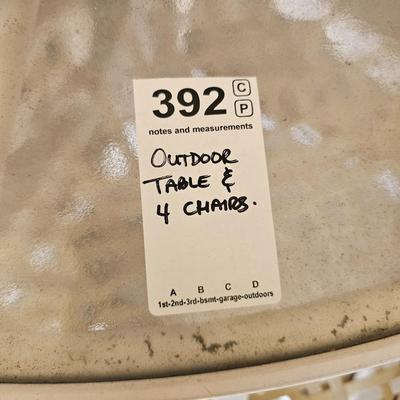 392 C
P
notes and measurements
OUTDOOR
TABLE &
4 CHAIRS.
A B C D
1st-2nd-3rd-bsmt-garage-outdoors